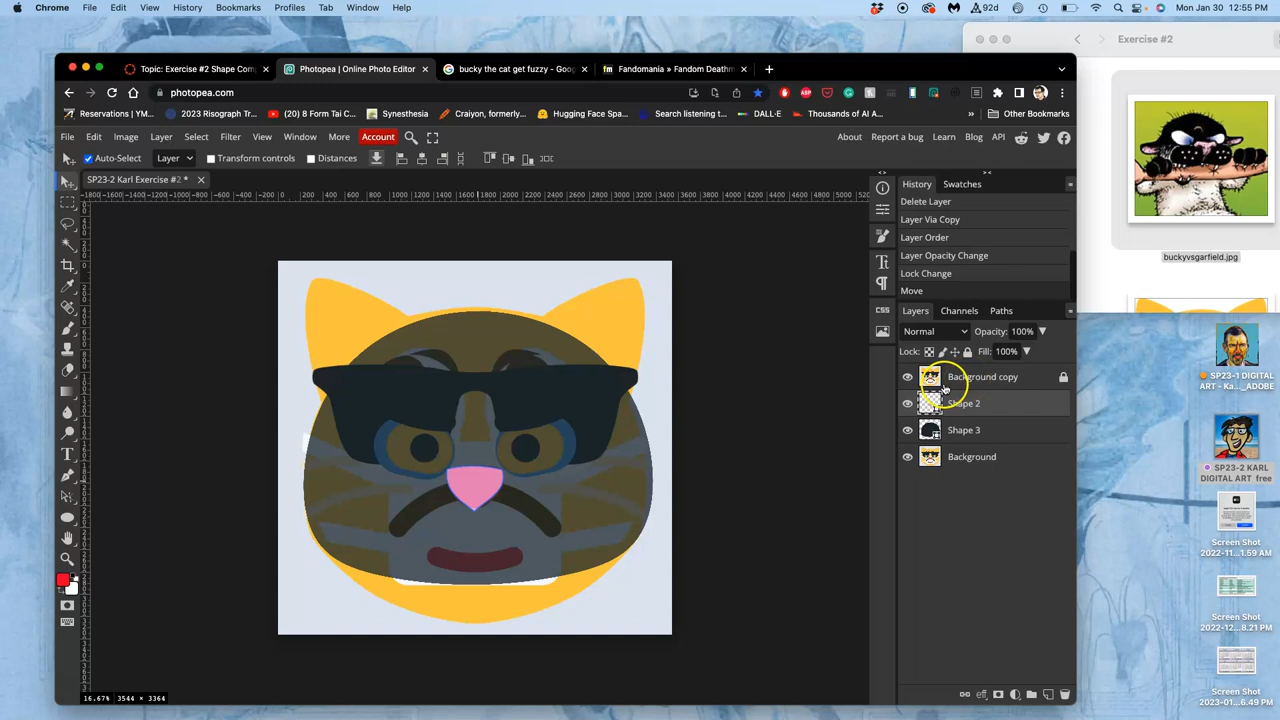 Chrome File Edit View History Bookmarks Profiles Tab Window Help 92d Mon Jan 30 12:55 PM
Exercise #2
Topic: Exercise #2 Shape Com Photopea | Online Photo Editor bucky the cat get fuzzy - Goog Fandomania » Fandom Deathm
photopea.com
Reservations | YM... 2023 Risograph Tr... (20) 8 Form Tai C... Synesthesia Craiyon, formerly... Hugging Face Spa... Search listening t... DALL·E Thousands of AI... » Other Bookmarks
File Edit Image Layer Select Filter View Window More Account About Report a bug Learn Blog API
Auto-Select Layer Transform controls Distances
SP23-2 Karl Exercise #2 *
History Swatches
Delete Layer
Layer Via Copy
Layer Order
Layer Opacity Change
Lock Change
Move
CSS
Layers Channels Paths
Normal Opacity: 100%
Lock: Fill: 100%
Background copy
Shape 2
Shape 3
Background
16.67% 3544 × 3364
buckyvsgarfield.jpg
SP23-1 DIGITAL
ART - Ka..._ADOBE
SP23-2 KARL
DIGITAL ART free
Screen Shot
2022-11...1.59 AM
Screen Shot
2022-12...8.21 PM
Screen Shot
2023-01...6.49 PM